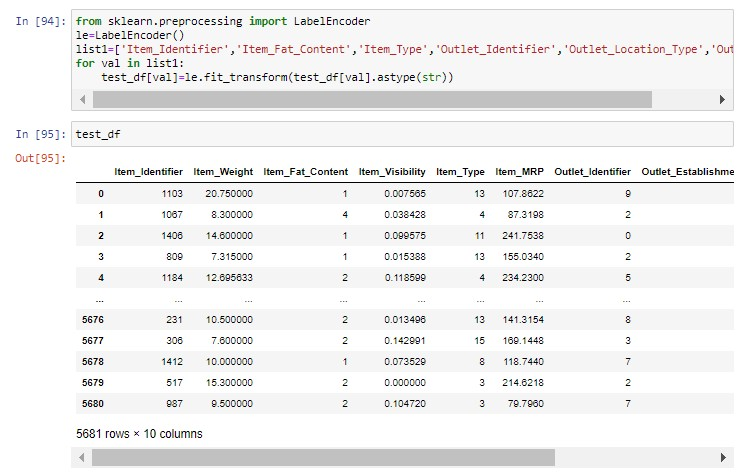 In [94]: from sklearn.preprocessing import LabelEncoder
le=LabelEncoder()
list1=['Item_Identifier','Item_Fat_Content','Item_Type','Outlet_Identifier','Outlet_Location_Type','Out
for val in list1:
    test_df[val]=le.fit_transform(test_df[val].astype(str))
In [95]: test_df
Out[95]:
Item_Identifier Item_Weight Item_Fat_Content Item_Visibility Item_Type Item_MRP Outlet_Identifier Outlet_Establishme
0 1103 20.750000 1 0.007565 13 107.8622 9
1 1067 8.300000 4 0.038428 4 87.3198 2
2 1406 14.600000 1 0.099575 11 241.7538 0
3 809 7.315000 1 0.015388 13 155.0340 2
4 1184 12.695633 2 0.118599 4 234.2300 5
... ... ... ... ... ... ... ...
5676 231 10.500000 2 0.013496 13 141.3154 8
5677 306 7.600000 2 0.142991 15 169.1448 3
5678 1412 10.000000 1 0.073529 8 118.7440 7
5679 517 15.300000 2 0.000000 3 214.6218 2
5680 987 9.500000 2 0.104720 3 79.7960 7
5681 rows × 10 columns